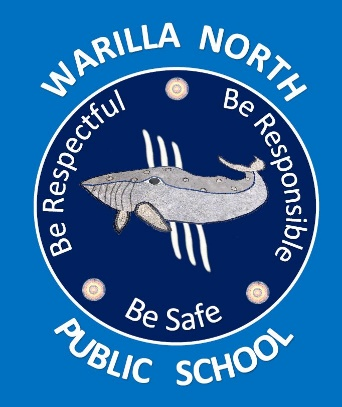 WARILLA NORTH
Be Respectful
Be Responsible
Be Safe
PUBLIC SCHOOL